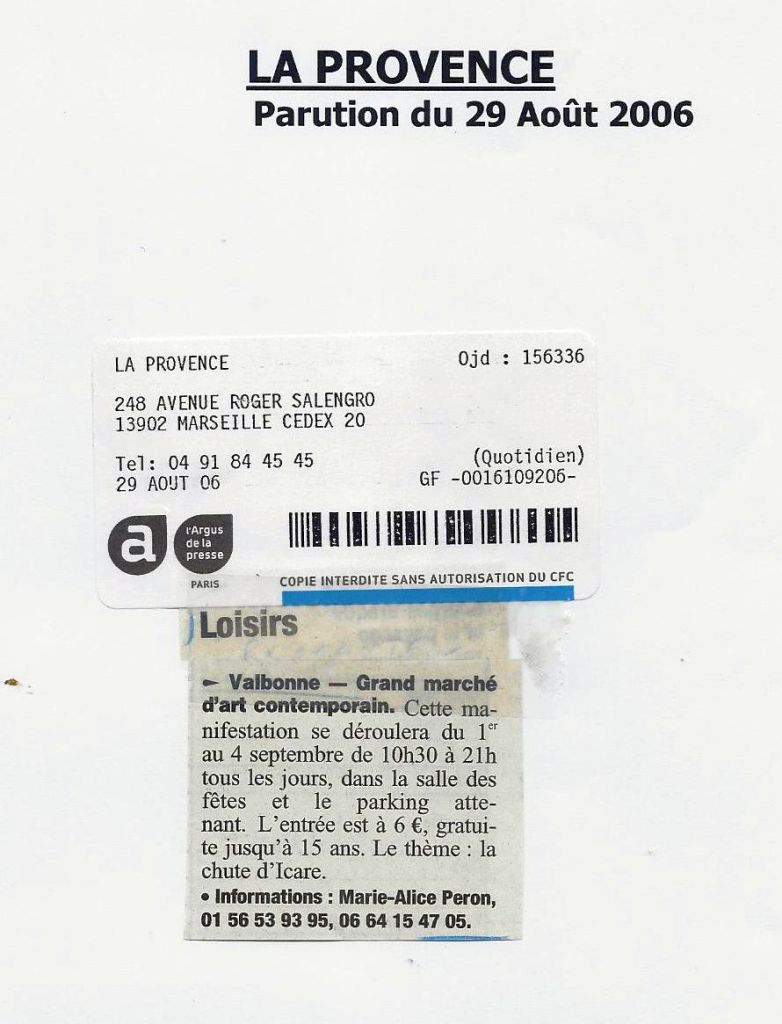 LA PROVENCE
Parution du 29 Août 2006
LA PROVENCE Ojd : 156336
248 AVENUE ROGER SALENGRO
13902 MARSEILLE CEDEX 20
Tel: 04 91 84 45 45 (Quotidien)
29 AOUT 06 GF -0016109206-
a
l'Argus
de la
presse
PARIS
COPIE INTERDITE SANS AUTORISATION DU CFC
Loisirs
► Valbonne — Grand marché
d'art contemporain. Cette ma-
nifestation se déroulera du 1er
au 4 septembre de 10h30 à 21h
tous les jours, dans la salle des
fêtes et le parking atte-
nant. L'entrée est à 6 €, gratui-
te jusqu'à 15 ans. Le thème : la
chute d'Icare.
• Informations : Marie-Alice Peron,
01 56 53 93 95, 06 64 15 47 05.